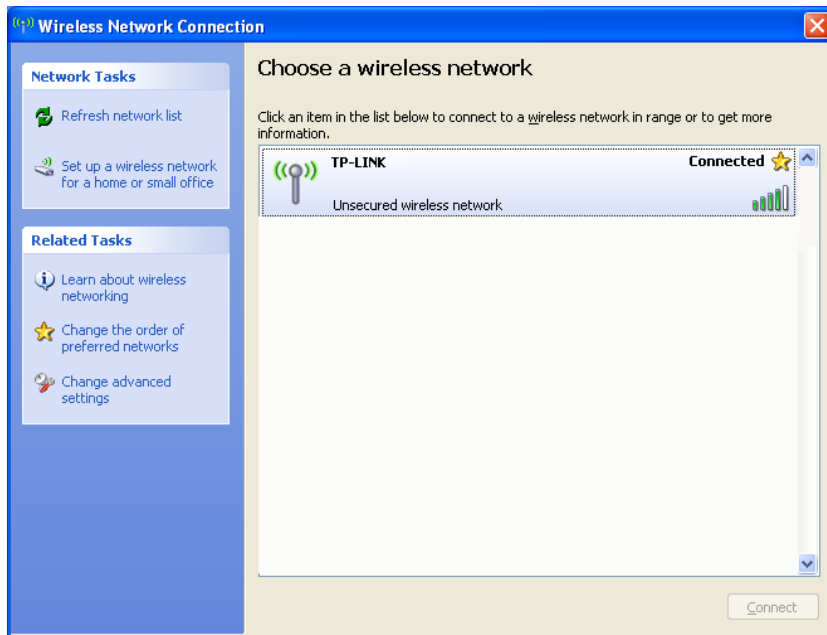 Wireless Network Connection
Network Tasks
Refresh network list
Set up a wireless network
for a home or small office
Related Tasks
Learn about wireless
networking
Change the order of
preferred networks
Change advanced
settings
Choose a wireless network
Click an item in the list below to connect to a wireless network in range or to get more
information.
TP-LINK
Connected
Unsecured wireless network
Connect